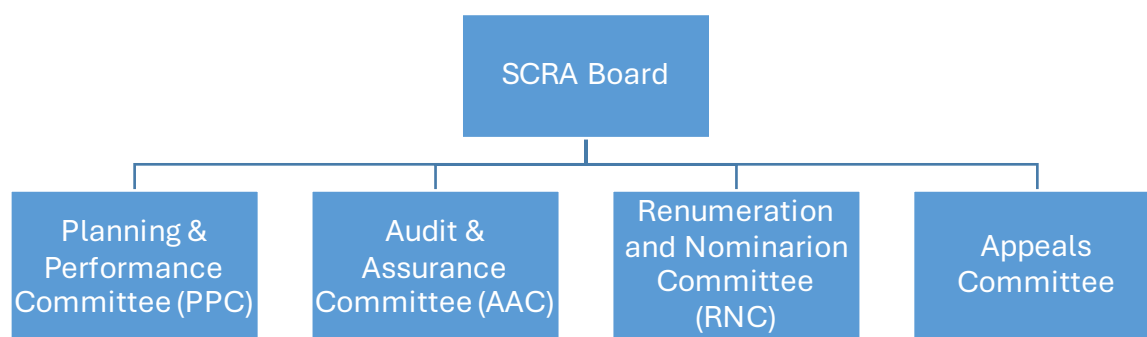 SCRA Board
Planning &
Performance
Committee (PPC)
Audit &
Assurance
Committee (AAC)
Renumeration
and Nominarion
Committee
(RNC)
Appeals
Committee